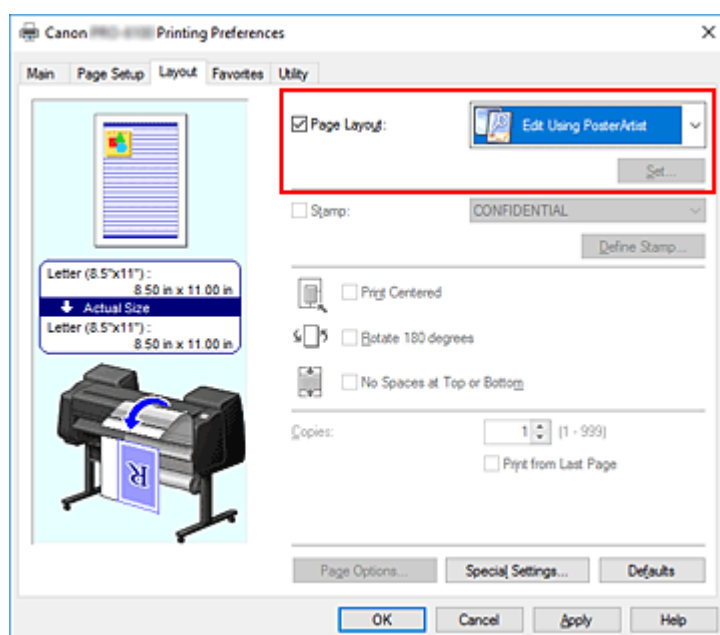 Canon Printing Preferences
Main Page Setup Layout Favorites Utility
Page Layout: Edit Using PosterArtist
Set...
Stamp: CONFIDENTIAL
Define Stamp...
Letter (8.5"x11") :
8.50 in x 11.00 in
Actual Size
Letter (8.5"x11") :
8.50 in x 11.00 in
Print Centered
Rotate 180 degrees
No Spaces at Top or Bottom
Copies: 1 (1 - 999)
Print from Last Page
R
Page Options... Special Settings... Defaults
OK Cancel Apply Help